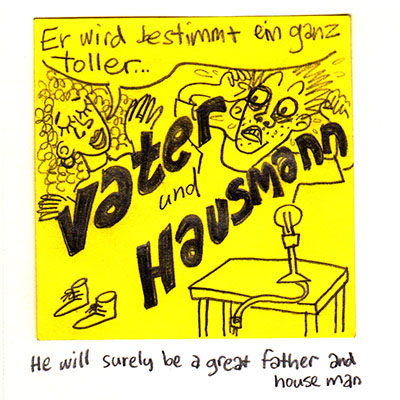 Er wird bestimmt ein ganz
toller...
Vater
und
Hausmann
He will surely be a great father and
house man